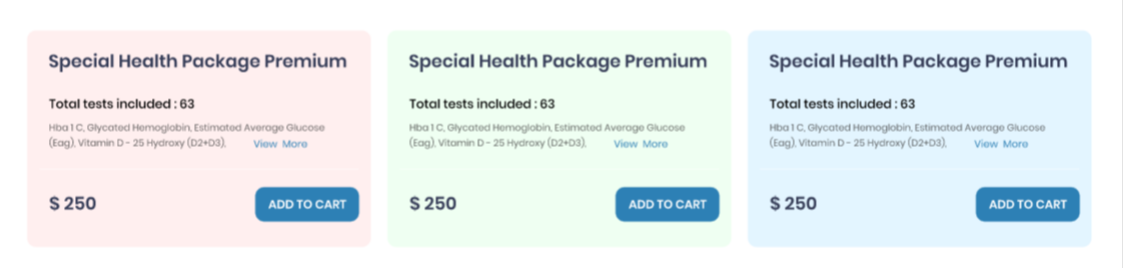 Special Health Package Premium
Total tests included : 63
Hba 1 C, Glycated Hemoglobin, Estimated Average Glucose
(Eag), Vitamin D - 25 Hydroxy (D2+D3), View More
$ 250 ADD TO CART
Special Health Package Premium
Total tests included : 63
Hba 1 C, Glycated Hemoglobin, Estimated Average Glucose
(Eag), Vitamin D - 25 Hydroxy (D2+D3), View More
$ 250 ADD TO CART
Special Health Package Premium
Total tests included : 63
Hba 1 C, Glycated Hemoglobin, Estimated Average Glucose
(Eag), Vitamin D - 25 Hydroxy (D2+D3), View More
$ 250 ADD TO CART